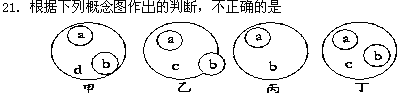 21. 根据下列概念图作出的判断，不正确的是
a a a a
d b c b b c b
甲 乙 丙 丁